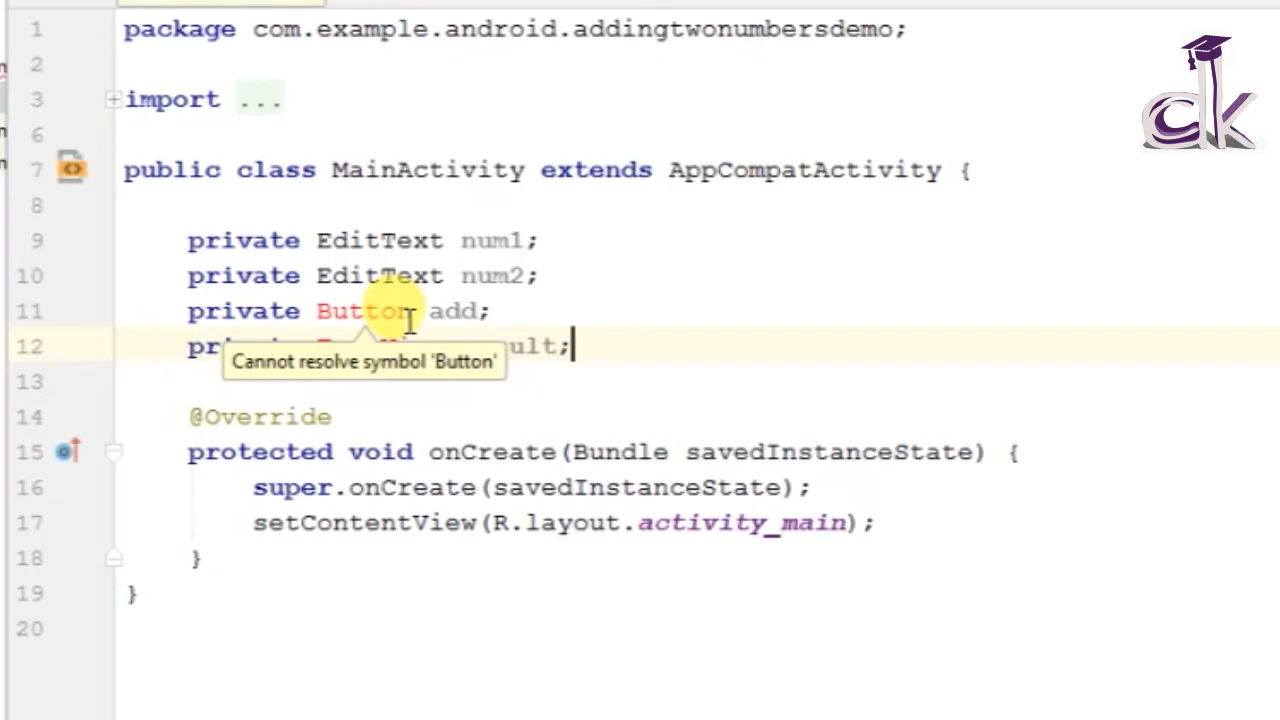 1 package com.example.android.addingtwonumbersdemo;
2
3 import ...
6
7 public class MainActivity extends AppCompatActivity {
8
9 private EditText num1;
10 private EditText num2;
11 private Button add;
12 ult;
Cannot resolve symbol 'Button'
13
14 @Override
15 protected void onCreate(Bundle savedInstanceState) {
16 super.onCreate(savedInstanceState);
17 setContentView(R.layout.activity_main);
18 }
19 }
20
ck